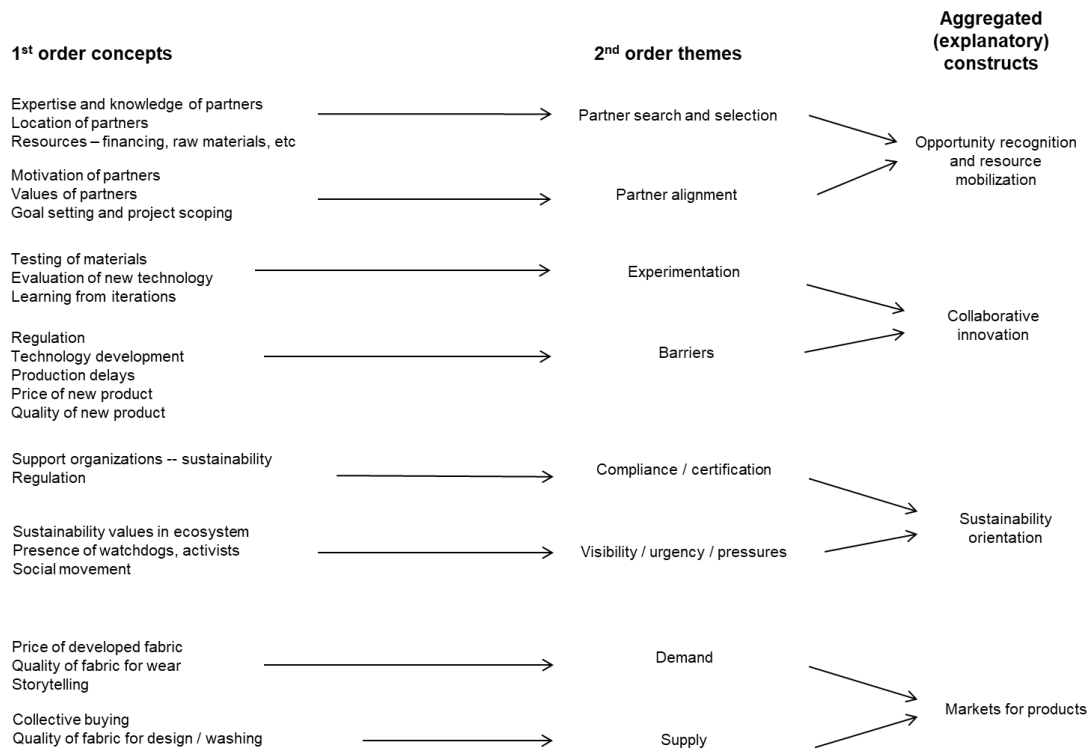 1st order concepts
2nd order themes
Aggregated
(explanatory)
constructs
Expertise and knowledge of partners
Location of partners
Resources – financing, raw materials, etc
Partner search and selection
Opportunity recognition
and resource
mobilization
Motivation of partners
Values of partners
Goal setting and project scoping
Partner alignment
Testing of materials
Evaluation of new technology
Learning from iterations
Experimentation
Collaborative
innovation
Regulation
Technology development
Production delays
Price of new product
Quality of new product
Barriers
Support organizations -- sustainability
Regulation
Compliance / certification
Sustainability
orientation
Sustainability values in ecosystem
Presence of watchdogs, activists
Social movement
Visibility / urgency / pressures
Price of developed fabric
Quality of fabric for wear
Storytelling
Demand
Markets for products
Collective buying
Quality of fabric for design / washing
Supply